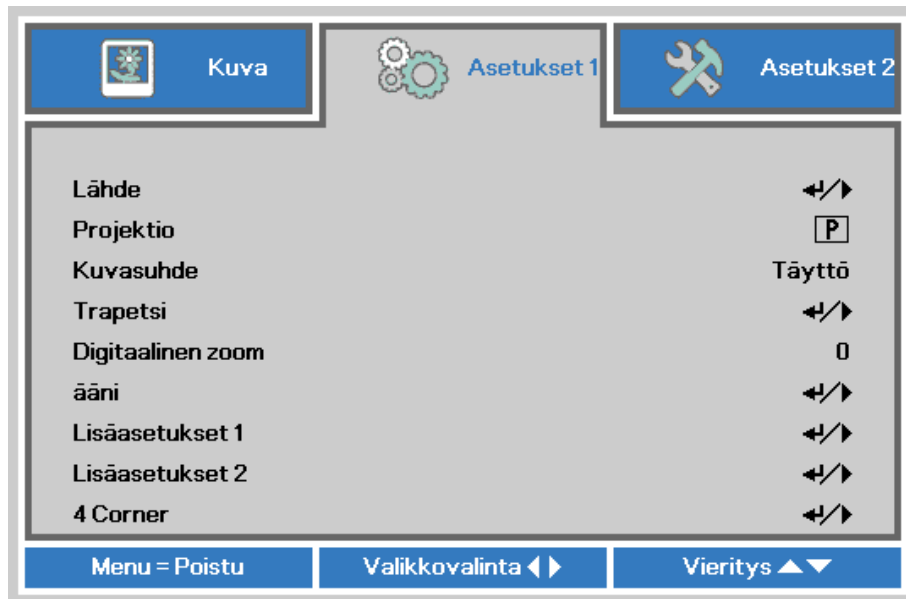 Kuva
Asetukset 1
Asetukset 2
Lähde
Projektio P
Kuvasuhde Täyttö
Trapetsi
Digitaalinen zoom 0
ääni
Lisäasetukset 1
Lisäasetukset 2
4 Corner
Menu = Poistu
Valikkovalinta
Vieritys